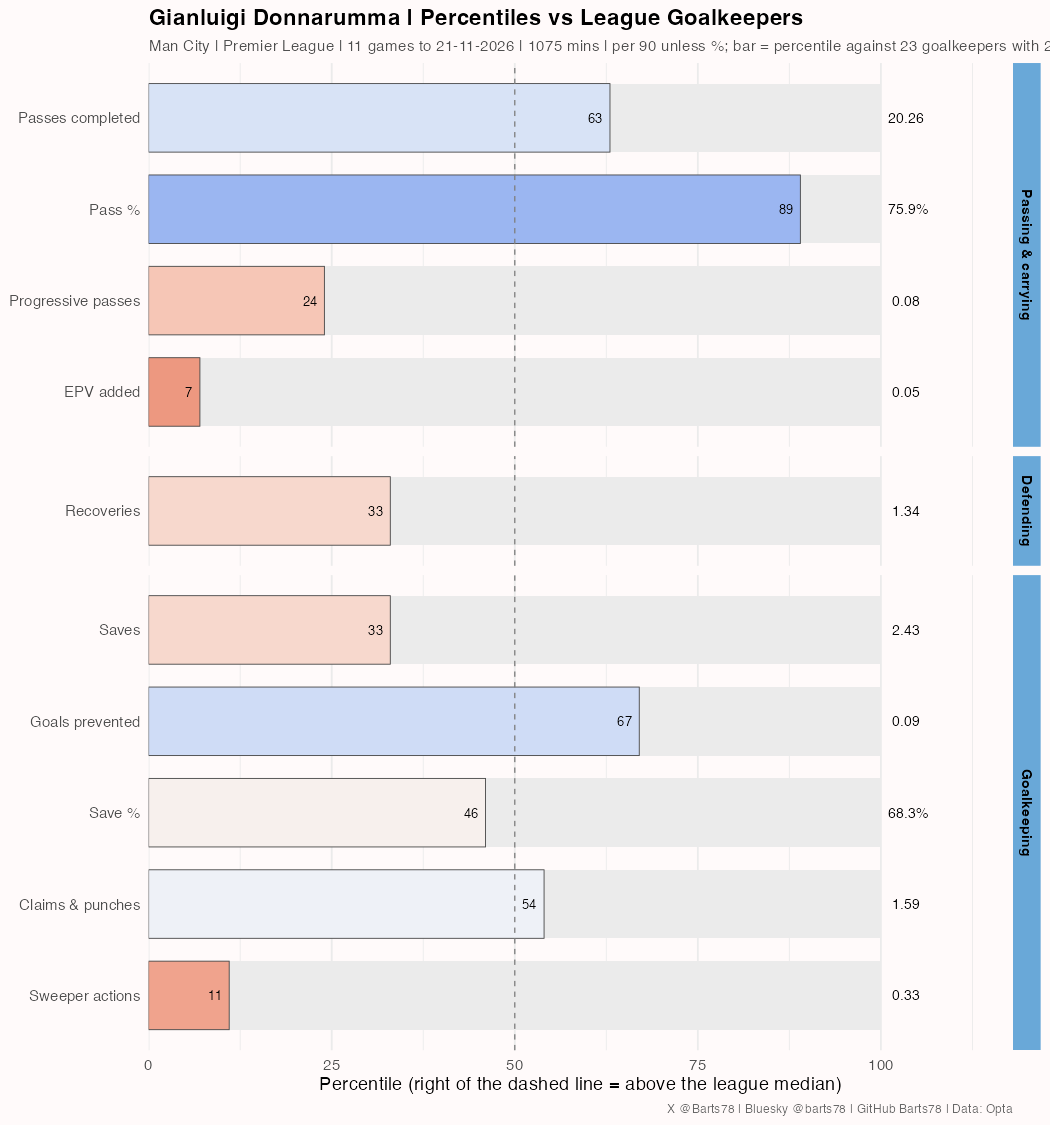 Gianluigi Donnarumma | Percentiles vs League Goalkeepers
Man City | Premier League | 11 games to 21-11-2026 | 1075 mins | per 90 unless %; bar = percentile against 23 goalkeepers with 2
Passes completed 63 20.26
Pass % 89 75.9%
Progressive passes 24 0.08
EPV added 7 0.05
Passing & carrying
Recoveries 33 1.34
Defending
Saves 33 2.43
Goals prevented 67 0.09
Save % 46 68.3%
Claims & punches 54 1.59
Sweeper actions 11 0.33
Goalkeeping
0 25 50 75 100
Percentile (right of the dashed line = above the league median)
X @Barts78 | Bluesky @barts78 | GitHub Barts78 | Data: Opta